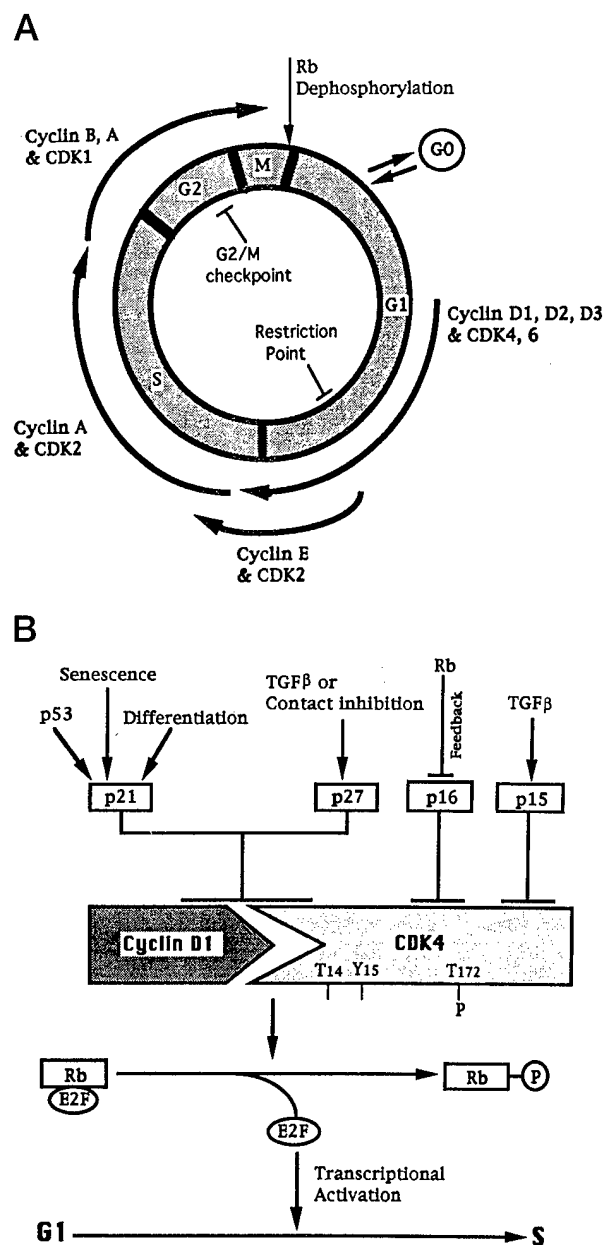 A
Rb
Dephosphorylation
Cyclin B, A
& CDK1
G0
M
G2
G2/M
checkpoint
G1
Cyclin D1, D2, D3
& CDK4, 6
Restriction
Point
S
Cyclin A
& CDK2
Cyclin E
& CDK2
B
Senescence
p53
Differentiation
TGFβ or
Contact inhibition
Rb
Feedback
TGFβ
p21
p27
p16
p15
Cyclin D1
CDK4
T14 Y15 T172
P
Rb
E2F
Rb
P
E2F
Transcriptional
Activation
G1
S